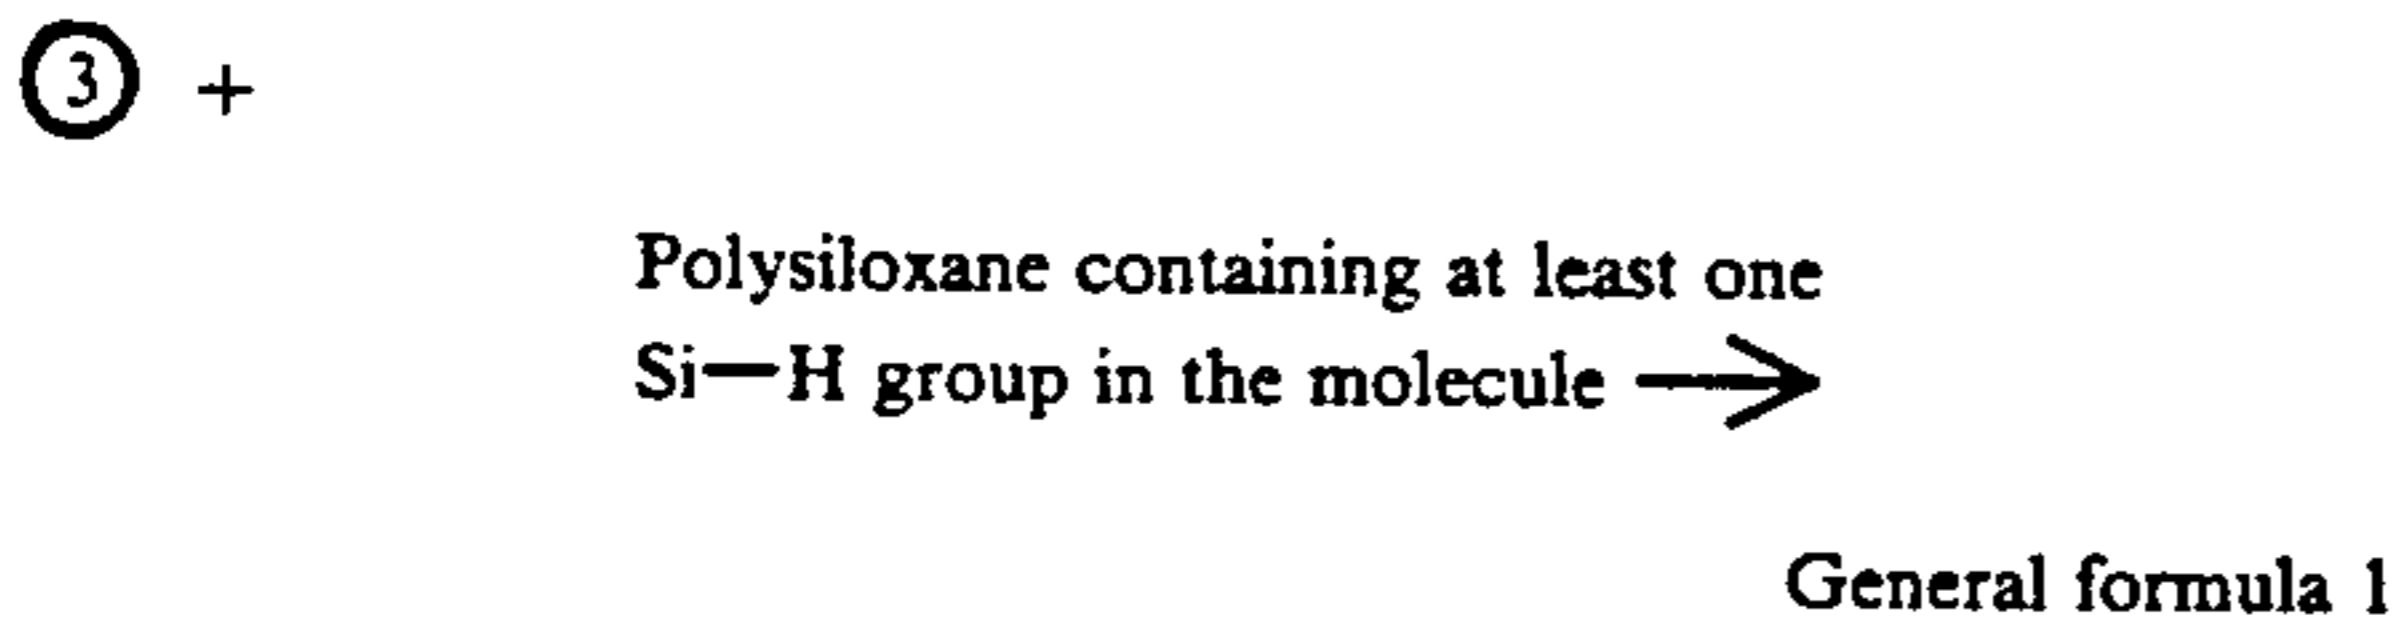 ③ +
Polysiloxane containing at least one
Si—H group in the molecule →
General formula 1